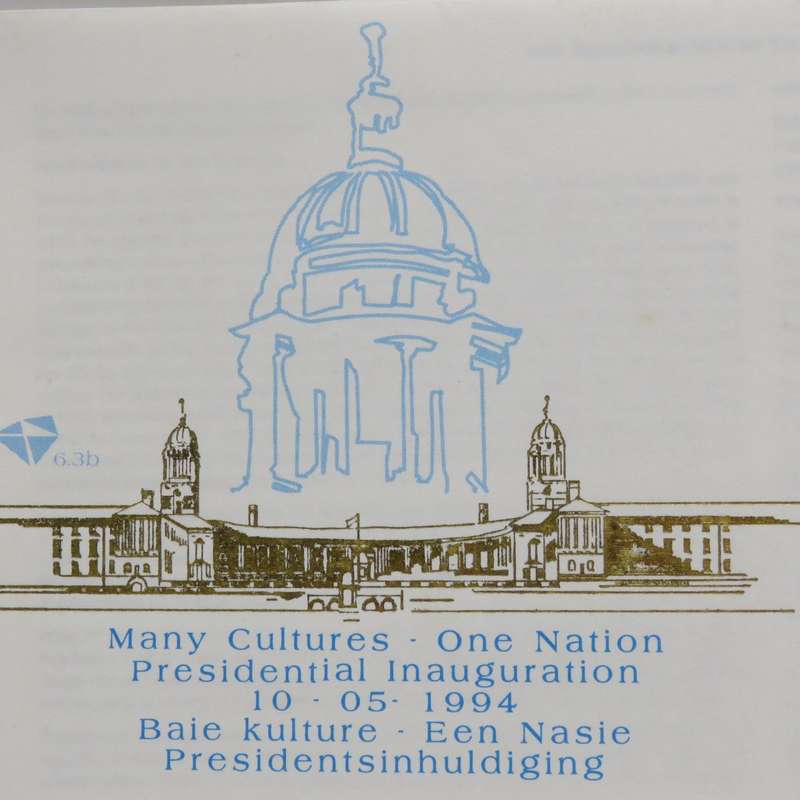 6.3b
Many Cultures - One Nation
Presidential Inauguration
10 - 05- 1994
Baie kulture - Een Nasie
Presidentsinhuldiging